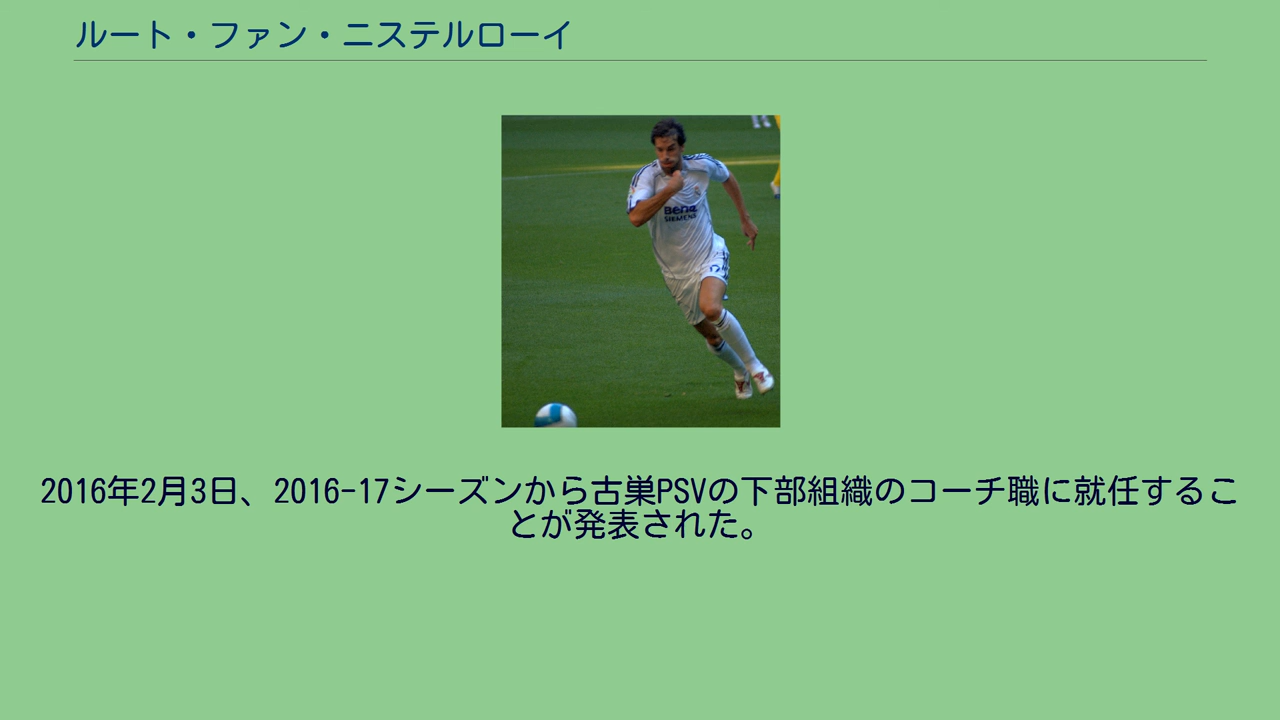 ルート・ファン・ニステルローイ
BenQ
SIEMENS
17
2016年2月3日、2016-17シーズンから古巣PSVの下部組織のコーチ職に就任するこ
とが発表された。